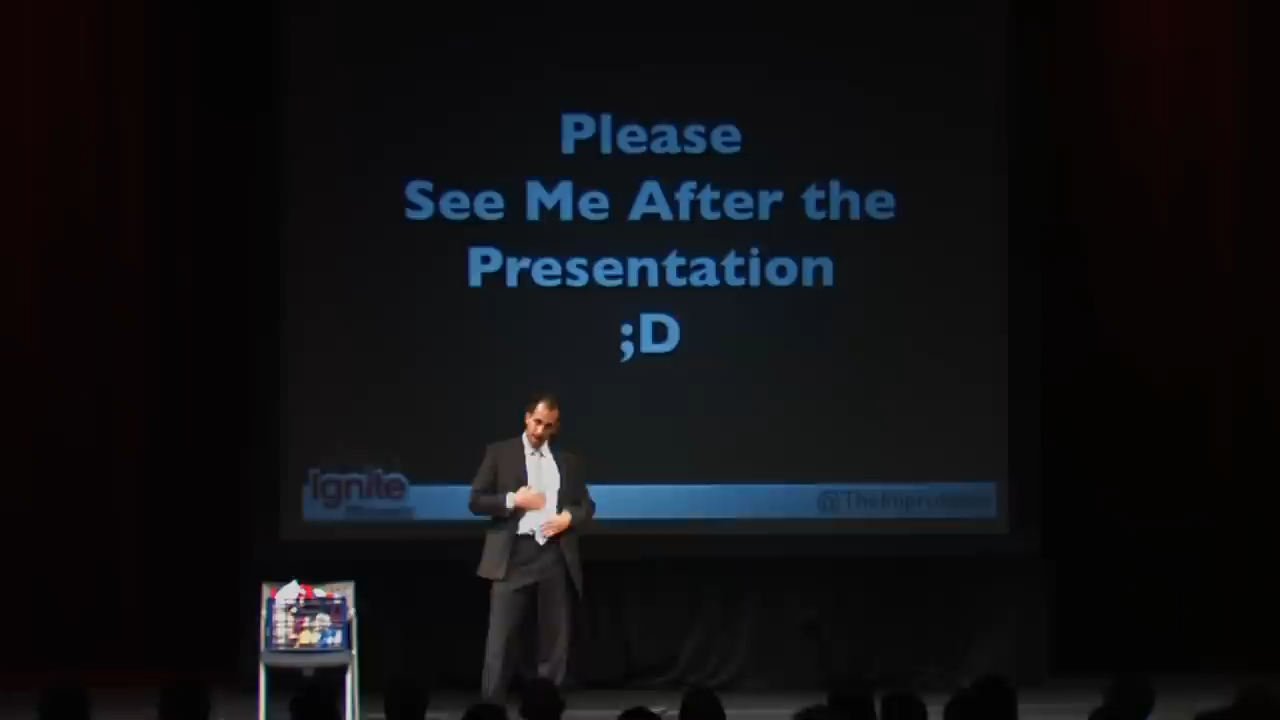 Please
See Me After the
Presentation
;D
Ignite